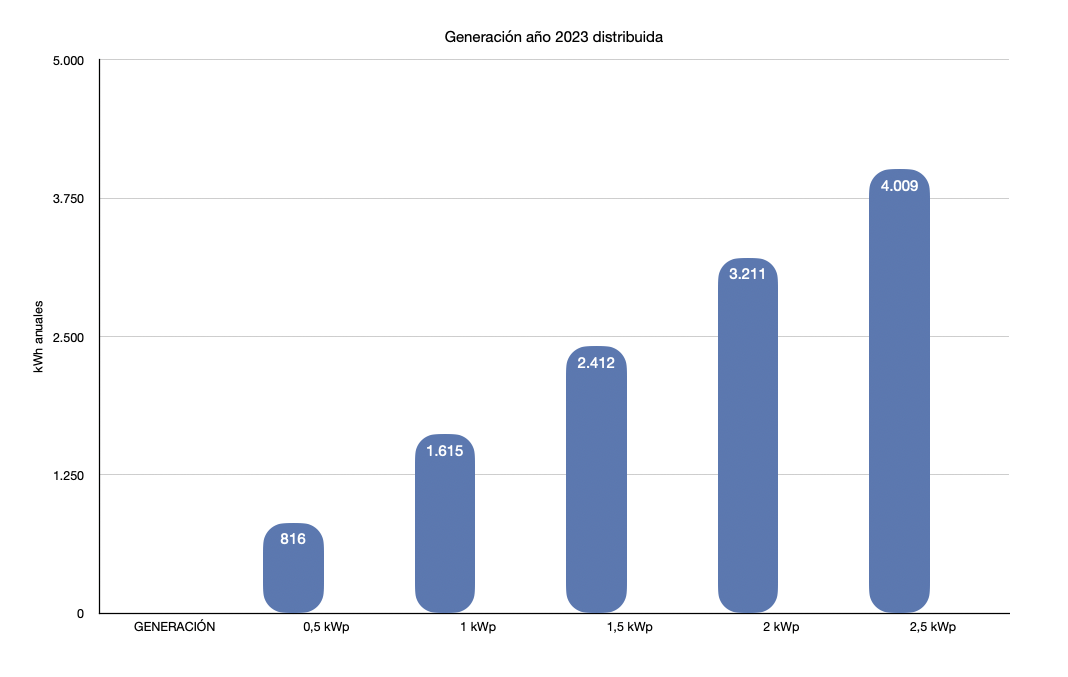 Generación año 2023 distribuida
5.000
3.750
2.500
1.250
0
kWh anuales
816
1.615
2.412
3.211
4.009
GENERACIÓN
0,5 kWp
1 kWp
1,5 kWp
2 kWp
2,5 kWp